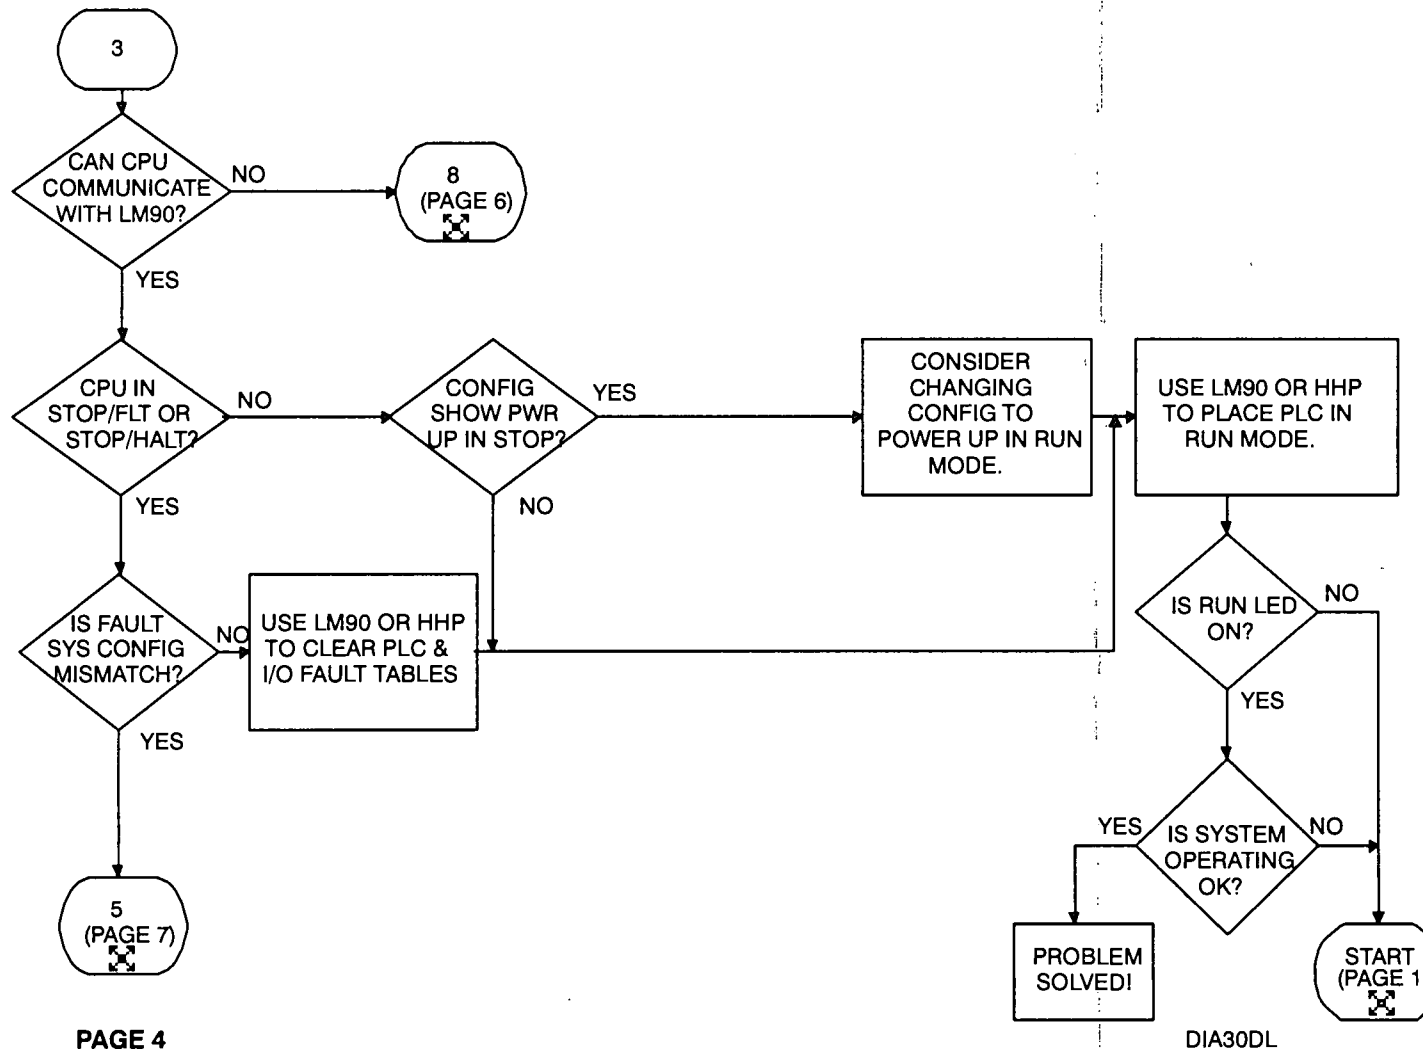 3
CAN CPU
COMMUNICATE
WITH LM90?
NO
8
(PAGE 6)
YES
CPU IN
STOP/FLT OR
STOP/HALT?
NO
CONFIG
SHOW PWR
UP IN STOP?
YES
CONSIDER
CHANGING
CONFIG TO
POWER UP IN RUN
MODE.
USE LM90 OR HHP
TO PLACE PLC IN
RUN MODE.
YES
NO
IS FAULT
SYS CONFIG
MISMATCH?
NO
USE LM90 OR HHP
TO CLEAR PLC &
I/O FAULT TABLES
IS RUN LED
ON?
NO
YES
YES
YES
IS SYSTEM
OPERATING
OK?
NO
5
(PAGE 7)
PROBLEM
SOLVED!
START
(PAGE 1
PAGE 4
DIA30DL